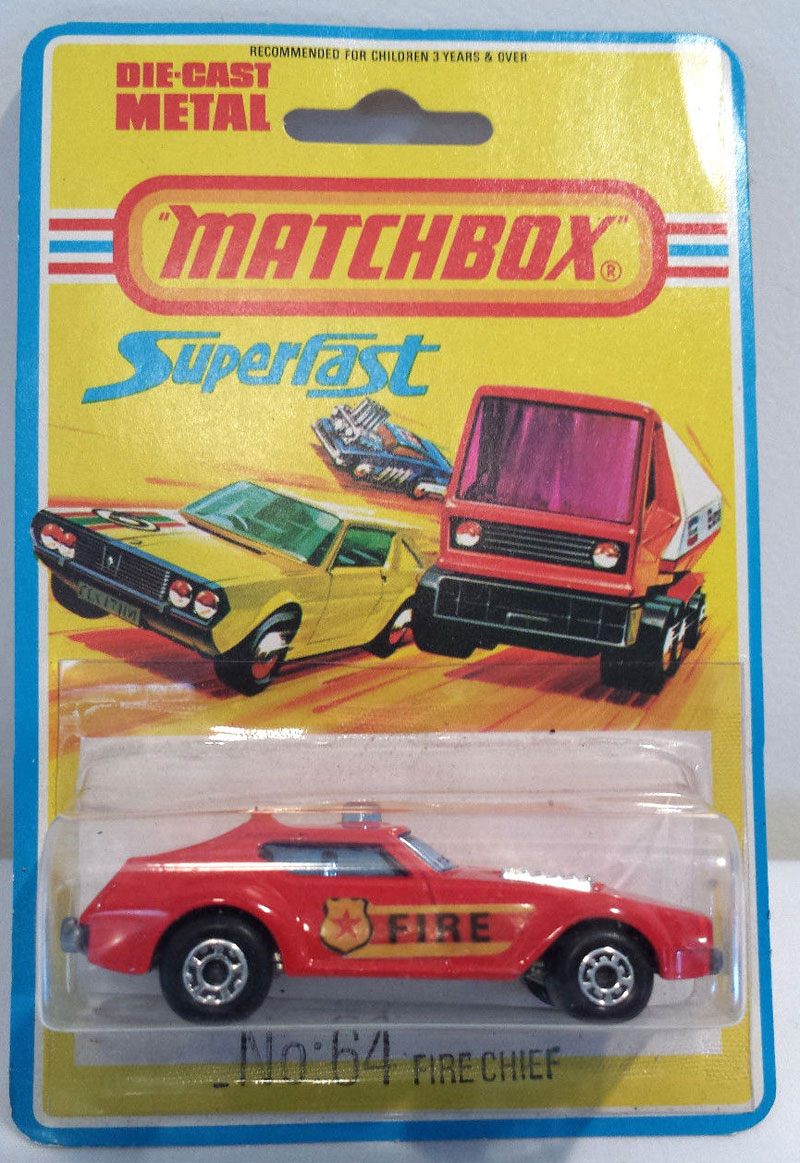 RECOMMENDED FOR CHILDREN 3 YEARS & OVER
DIE-CAST
METAL
"MATCHBOX"®
Superfast
FIRE
No·64 FIRE CHIEF